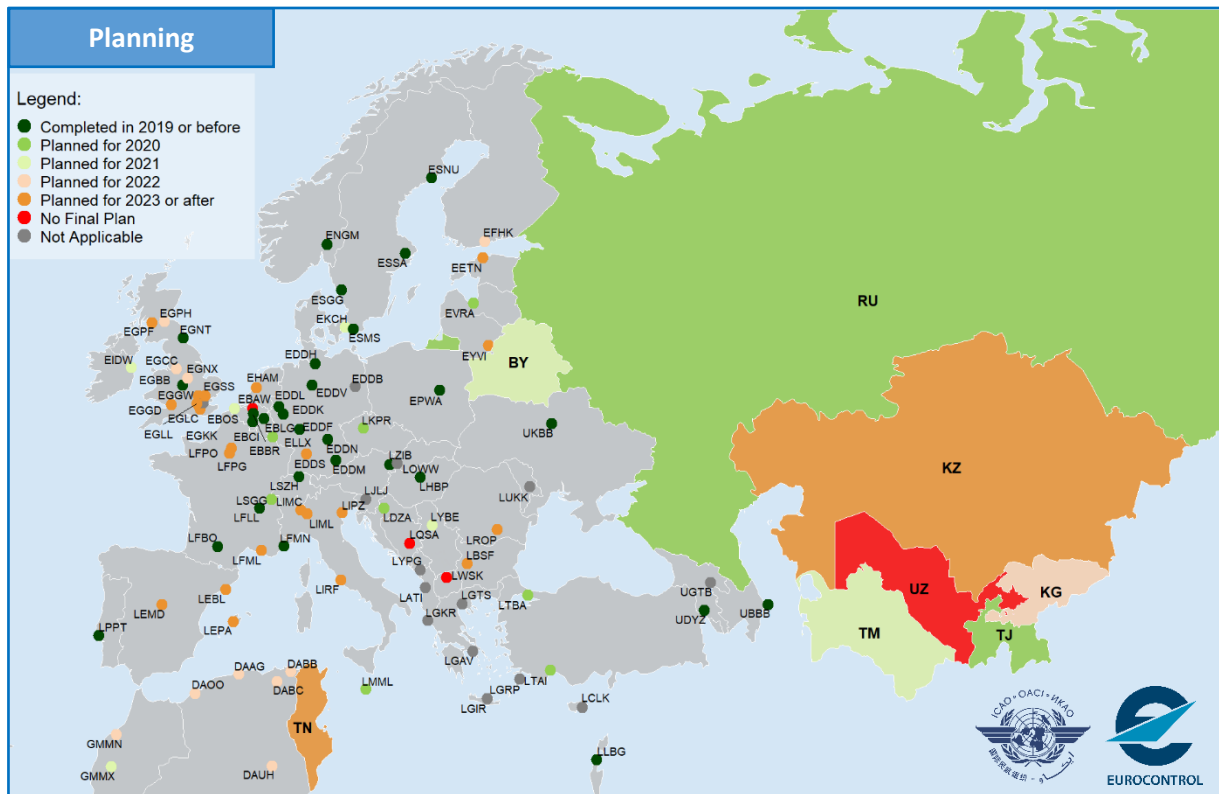 Planning
Legend:
Completed in 2019 or before
Planned for 2020
Planned for 2021
Planned for 2022
Planned for 2023 or after
No Final Plan
Not Applicable
ESNU
ENGM
EFHK
ESSA
EETN
ESGG
EVRA
RU
EGPH
EKCH
EGPF
EGNT
ESMS
EYVI
EIDW
EGCC
EDDH
BY
EGNX
EHAM
EDDB
EGBB
EGSS
EDDV
EGGW
EBAW
EDDL
EPWA
EGGD
EDDK
EGLC
EBOS
LKPR
UKBB
EGLL
EGKK
EBLG
EDDF
EBCI
ELLX
EDDN
LFPO
EBBR
LZIB
LFPG
EDDS
EDDM
LOWW
KZ
LSZH
LHBP
LUKK
LSGG
LIMC
LJLJ
LIPZ
LFLL
LDZA
LYBE
LIML
LQSA
LROP
LFBO
LFMN
LFML
LYPG
LBSF
LWSK
UGTB
LIRF
LATI
LGTS
UZ
KG
LEBL
LTBA
LEMD
LGKR
UDYZ
UBBB
LPPT
LEPA
TM
TJ
LGAV
DAAG
DABB
LMML
LGRP
LTAI
DAOO
DABC
LGIR
LCLK
TN
GMMN
LLBG
GMMX
DAUH
ICAO • OACI • ИКАО
EUROCONTROL